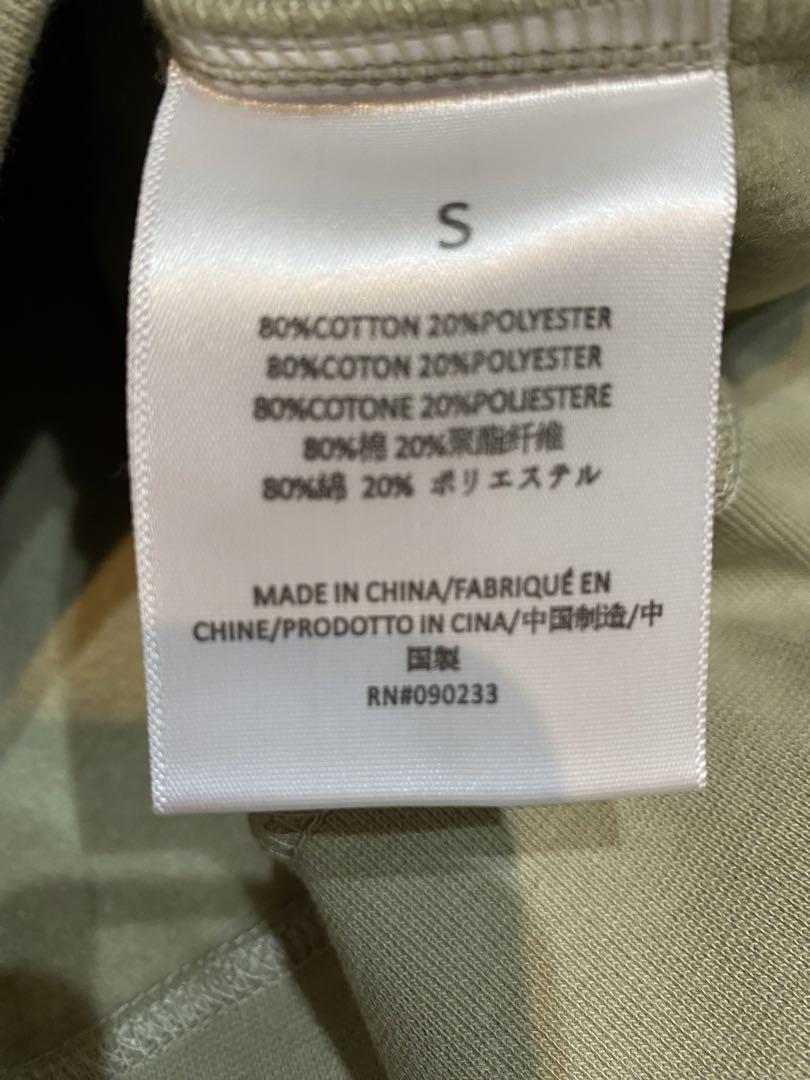 S
80%COTTON 20%POLYESTER
80%COTON 20%POLYESTER
80%COTONE 20%POLIESTERE
80%棉 20%聚酯纤维
80%綿 20% ポリエステル
MADE IN CHINA/FABRIQUÉ EN
CHINE/PRODOTTO IN CINA/中国制造/中
国製
RN#090233